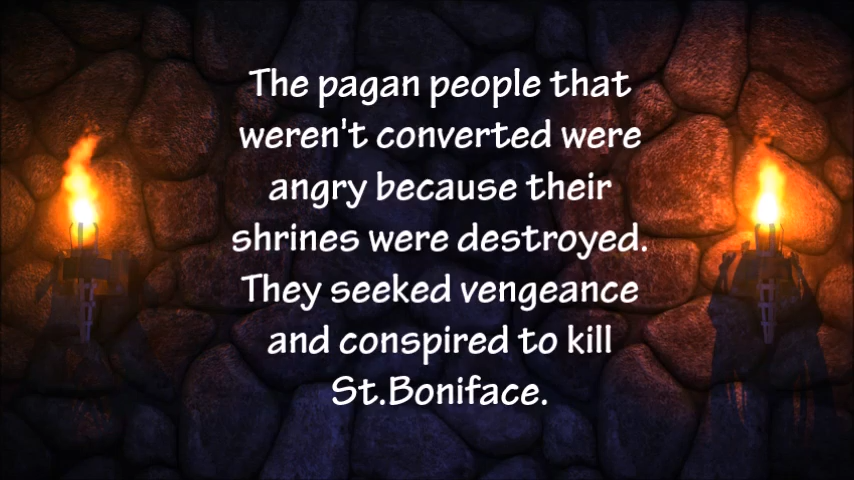 The pagan people that
weren't converted were
angry because their
shrines were destroyed.
They seeked vengeance
and conspired to kill
St.Boniface.